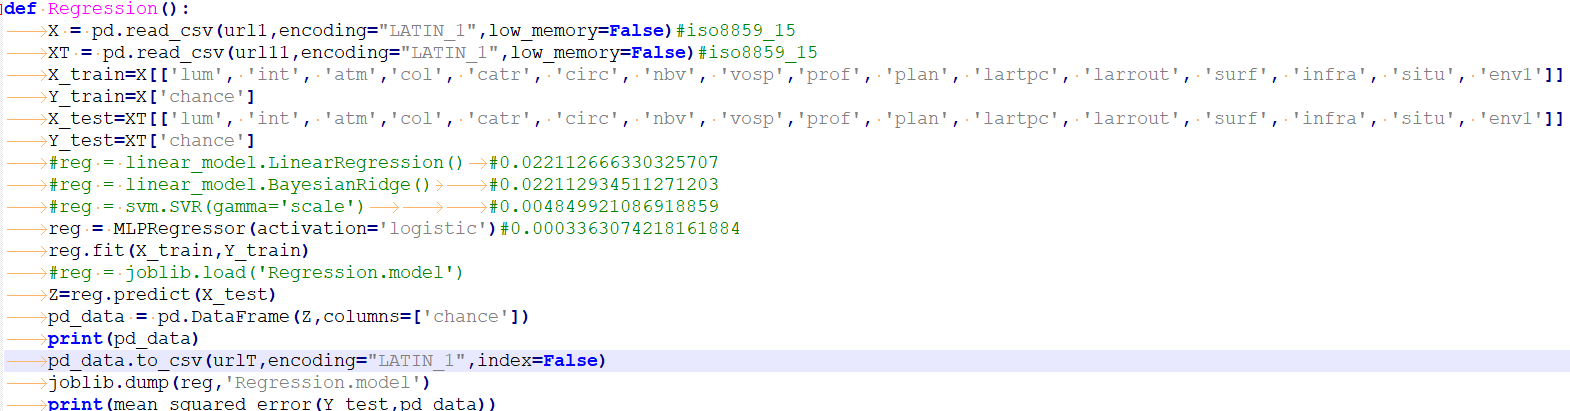 def Regression():
X = pd.read_csv(url1,encoding="LATIN_1",low_memory=False)#iso8859_15
XT = pd.read_csv(url11,encoding="LATIN_1",low_memory=False)#iso8859_15
X_train=X[['lum', 'int', 'atm','col', 'catr', 'circ', 'nbv', 'vosp','prof', 'plan', 'lartpc', 'larrout', 'surf', 'infra', 'situ', 'env1']]
Y_train=X['chance']
X_test=XT[['lum', 'int', 'atm','col', 'catr', 'circ', 'nbv', 'vosp','prof', 'plan', 'lartpc', 'larrout', 'surf', 'infra', 'situ', 'env1']]
Y_test=XT['chance']
#reg = linear_model.LinearRegression() #0.022112666330325707
#reg = linear_model.BayesianRidge() #0.022112934511271203
#reg = svm.SVR(gamma='scale') #0.004849921086918859
reg = MLPRegressor(activation='logistic')#0.0003363074218161884
reg.fit(X_train,Y_train)
#reg = joblib.load('Regression.model')
Z=reg.predict(X_test)
pd_data = pd.DataFrame(Z,columns=['chance'])
print(pd_data)
pd_data.to_csv(urlT,encoding="LATIN_1",index=False)
joblib.dump(reg,'Regression.model')
print(mean_squared_error(Y_test,pd_data))